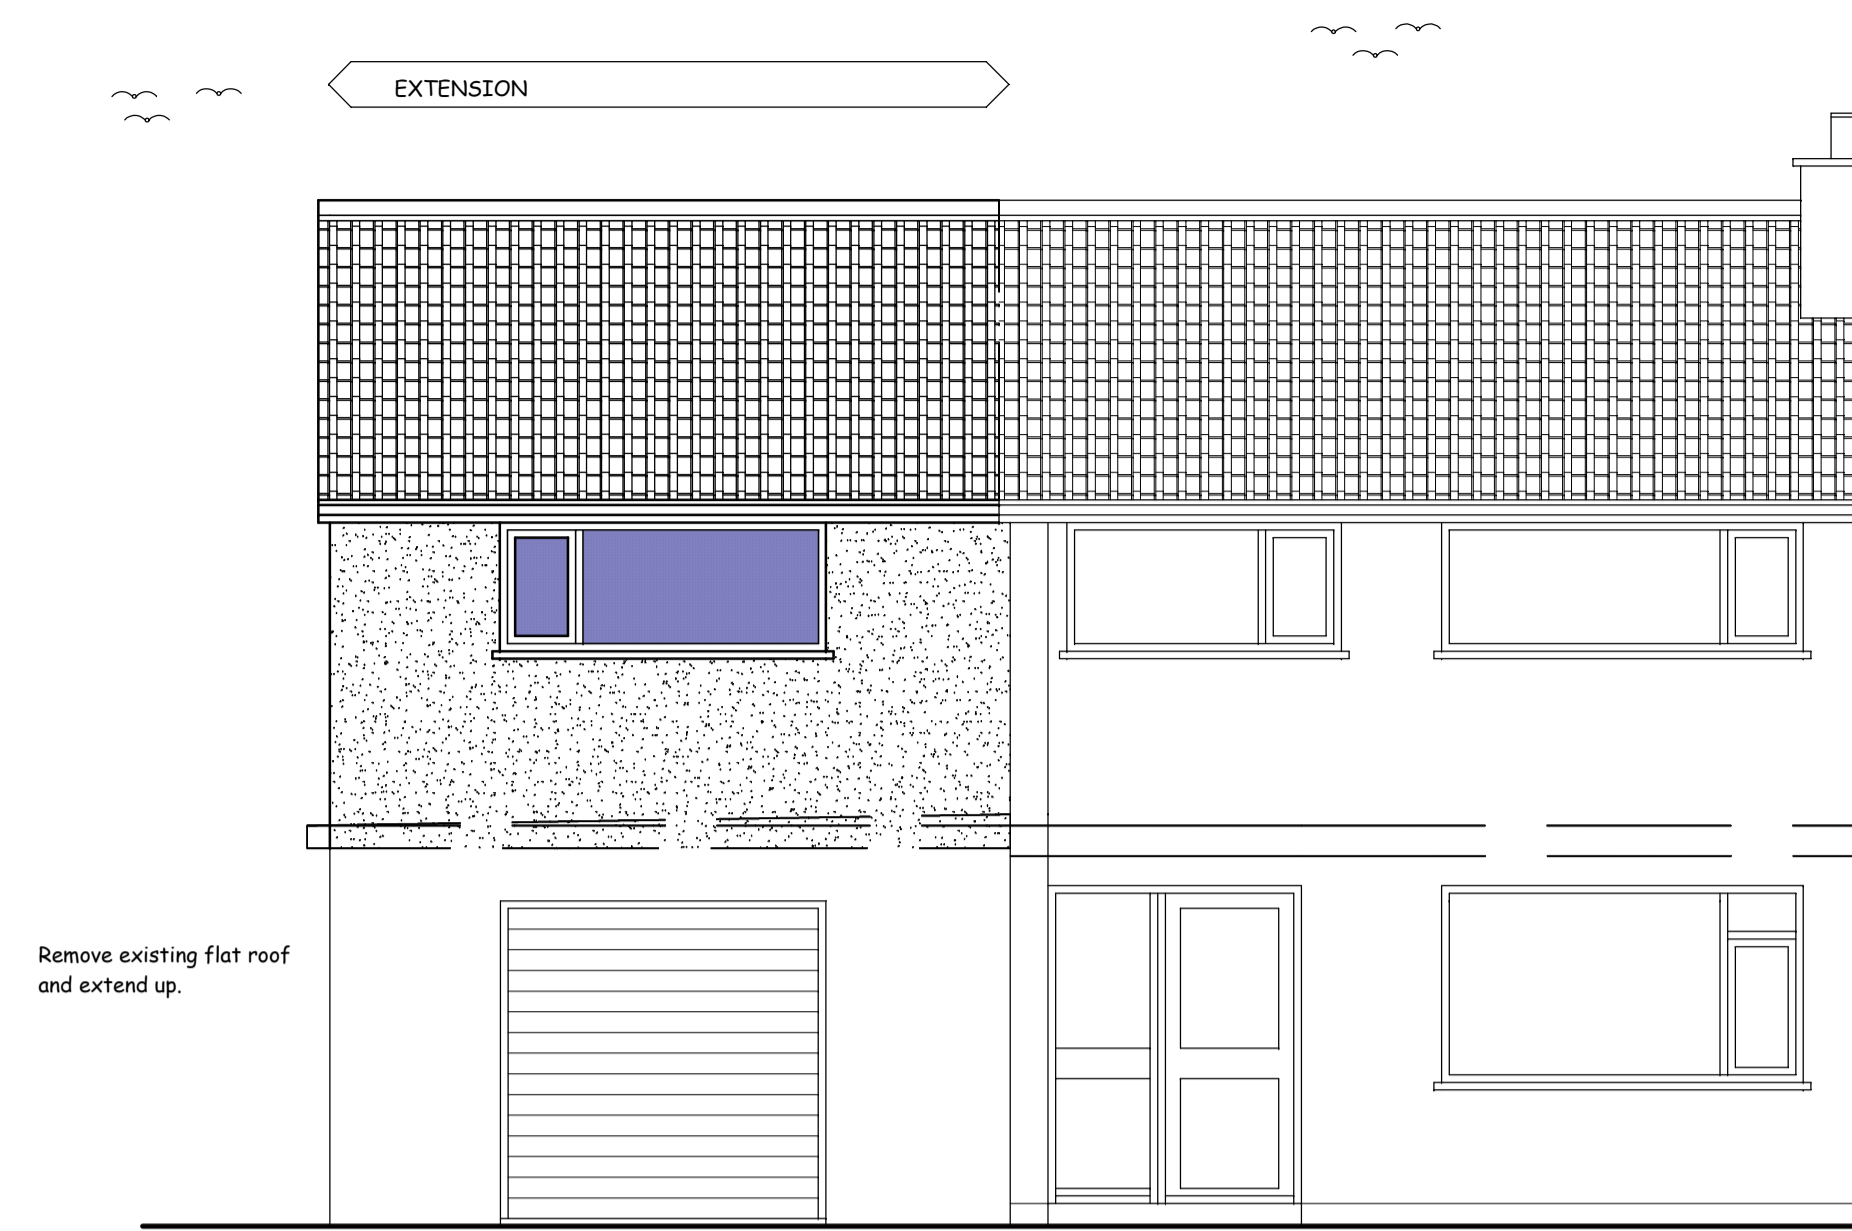 EXTENSION
Remove existing flat roof
and extend up.